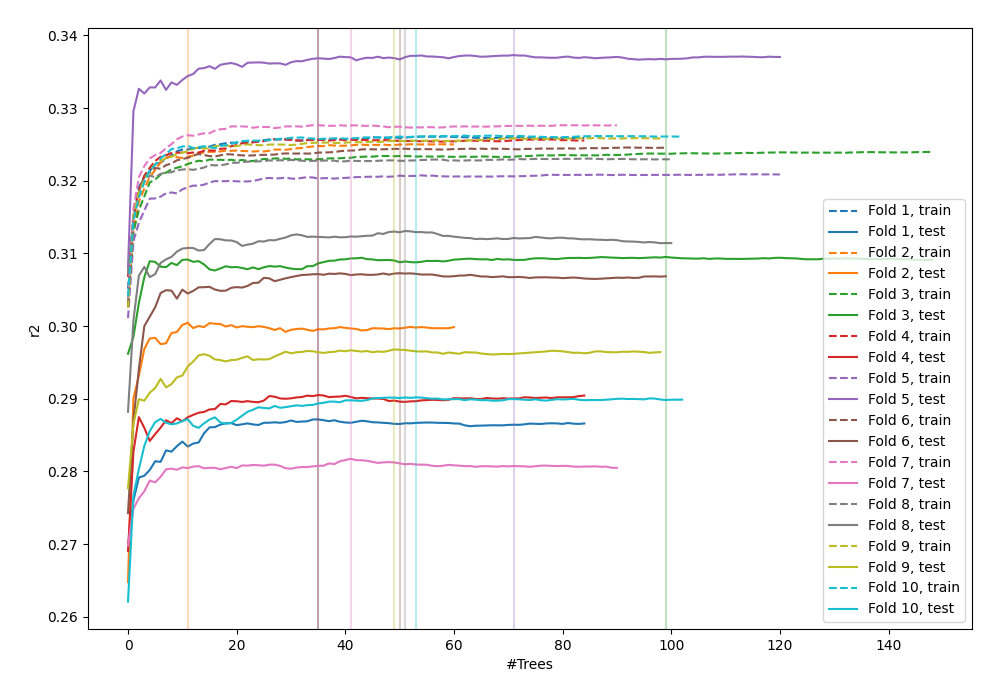 0.34
0.33
0.32
0.31
0.30
0.29
0.28
0.27
0.26
r2
0
20
40
60
80
100
120
140
#Trees
Fold 1, train
Fold 1, test
Fold 2, train
Fold 2, test
Fold 3, train
Fold 3, test
Fold 4, train
Fold 4, test
Fold 5, train
Fold 5, test
Fold 6, train
Fold 6, test
Fold 7, train
Fold 7, test
Fold 8, train
Fold 8, test
Fold 9, train
Fold 9, test
Fold 10, train
Fold 10, test